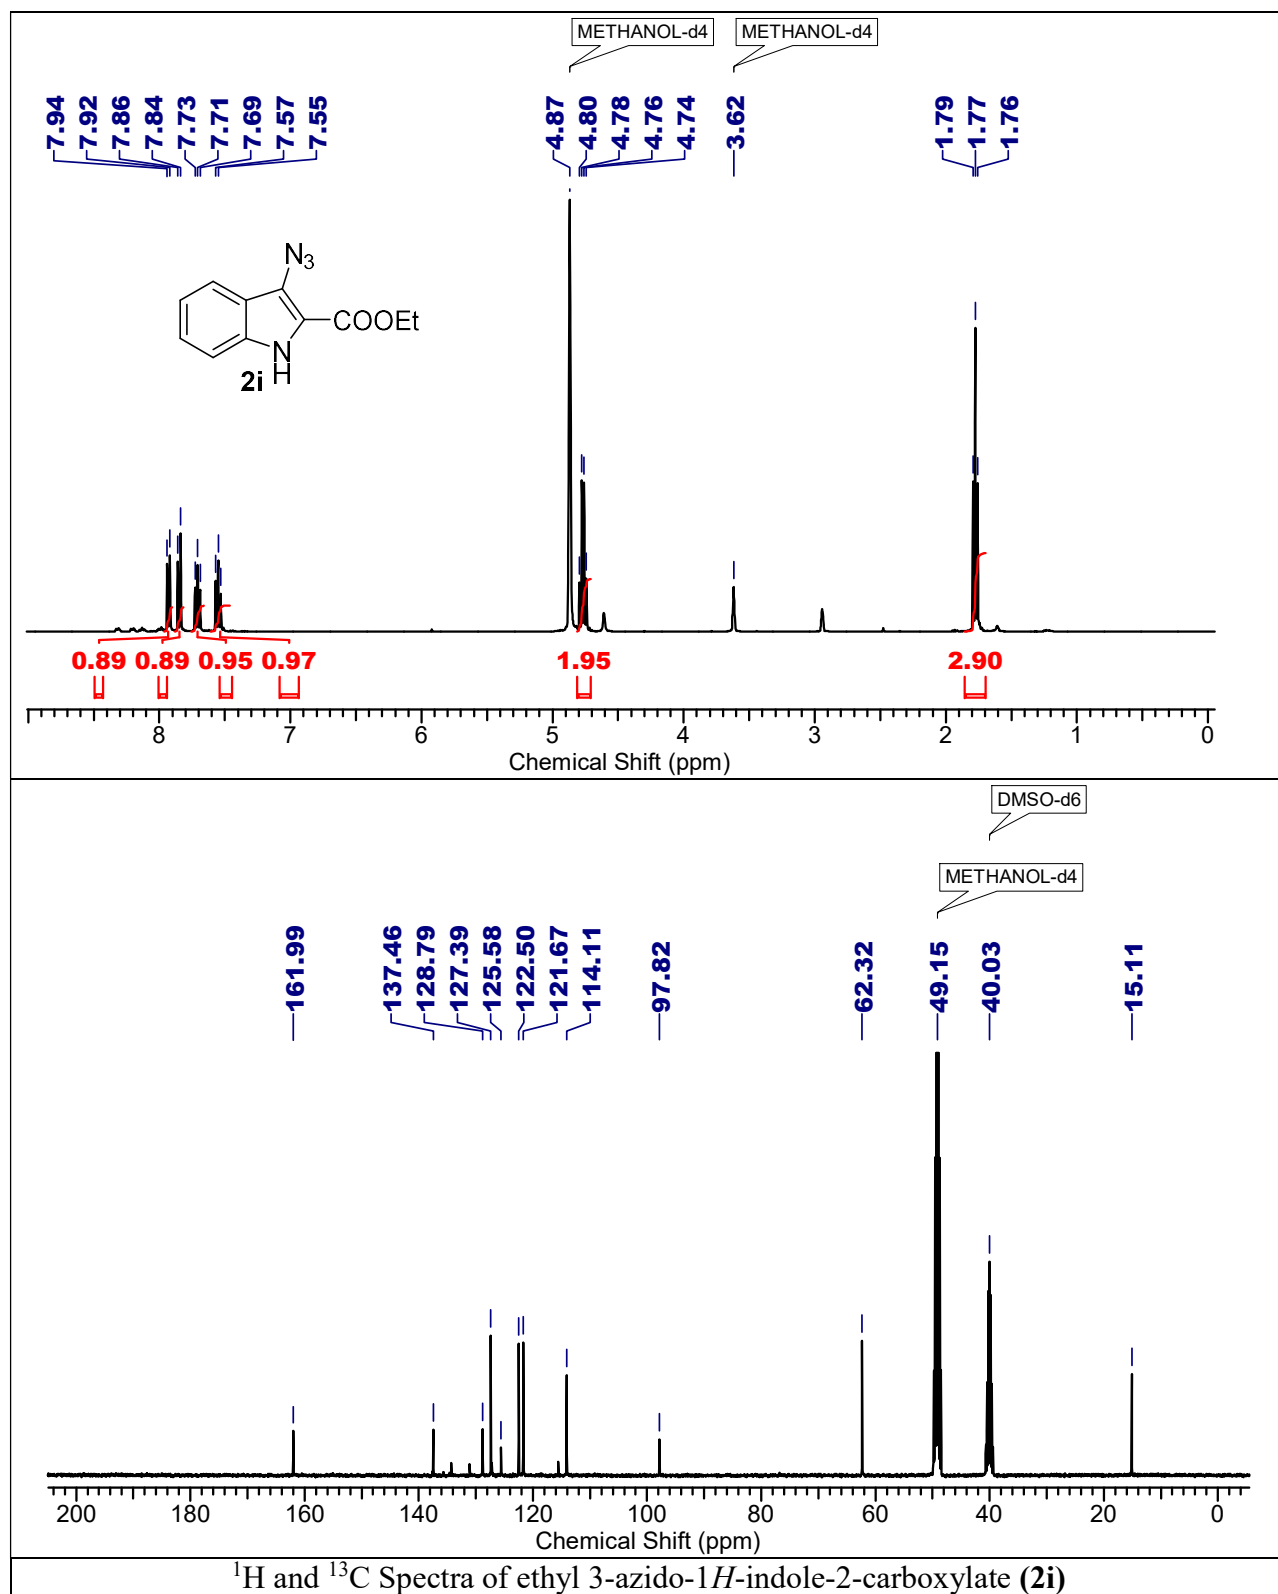 METHANOL-d4 METHANOL-d4
7.94 7.92 7.86 7.84 7.73 7.71 7.69 7.57 7.55 4.87 4.80 4.78 4.76 4.74 3.62 1.79 1.77 1.76
N3
COOEt
N
H
2i
0.89 0.89 0.95 0.97 1.95 2.90
8 7 6 5 4 3 2 1 0
Chemical Shift (ppm)
DMSO-d6
METHANOL-d4
161.99 137.46 128.79 127.39 125.58 122.50 121.67 114.11 97.82 62.32 49.15 40.03 15.11
200 180 160 140 120 100 80 60 40 20 0
Chemical Shift (ppm)
¹H and ¹³C Spectra of ethyl 3-azido-1H-indole-2-carboxylate (2i)